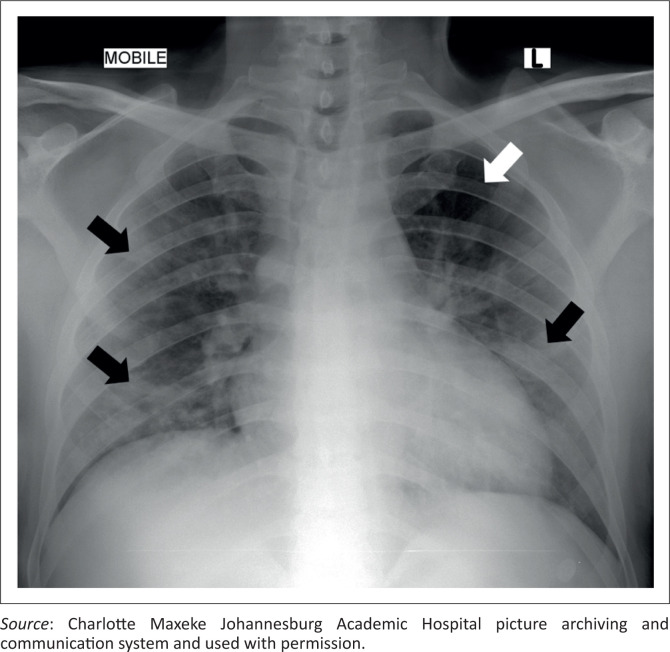 MOBILE
L
Source: Charlotte Maxeke Johannesburg Academic Hospital picture archiving and
communication system and used with permission.